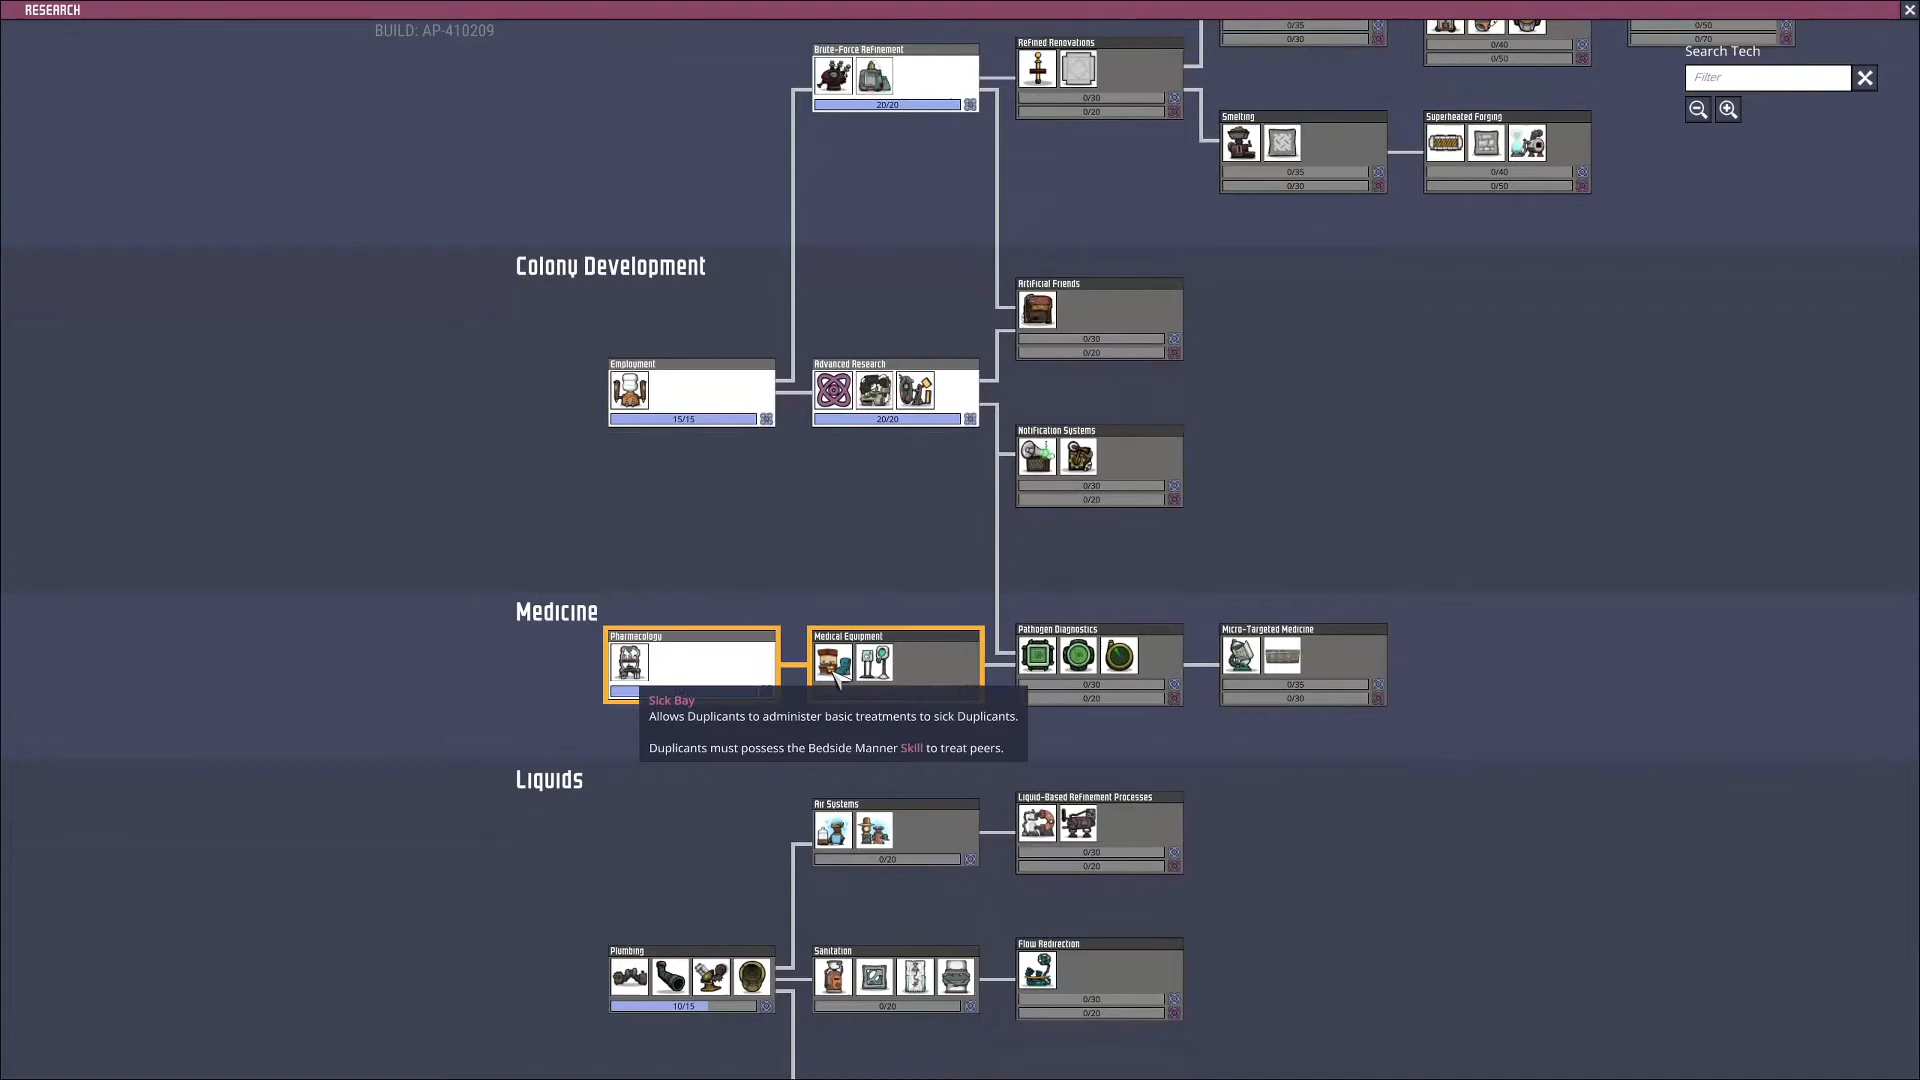 RESEARCH
BUILD: AP-410209
Search Tech
Filter
0/35
0/30
0/40
0/50
0/50
0/70
Brute-Force Refinement
20/20
Refined Renovations
0/30
0/20
Smelting
0/35
0/30
Superheated Forging
0/40
0/50
Colony Development
Artificial Friends
0/30
0/20
Employment
15/15
Advanced Research
20/20
Notification Systems
0/30
0/20
Medicine
Pharmacology
Medical Equipment
Pathogen Diagnostics
0/30
0/20
Micro-Targeted Medicine
0/35
0/30
Sick Bay
Allows Duplicants to administer basic treatments to sick Duplicants.
Duplicants must possess the Bedside Manner Skill to treat peers.
Liquids
Air Systems
0/20
Liquid-Based Refinement Processes
0/30
0/20
Plumbing
10/15
Sanitation
0/20
Flow Redirection
0/30
0/20